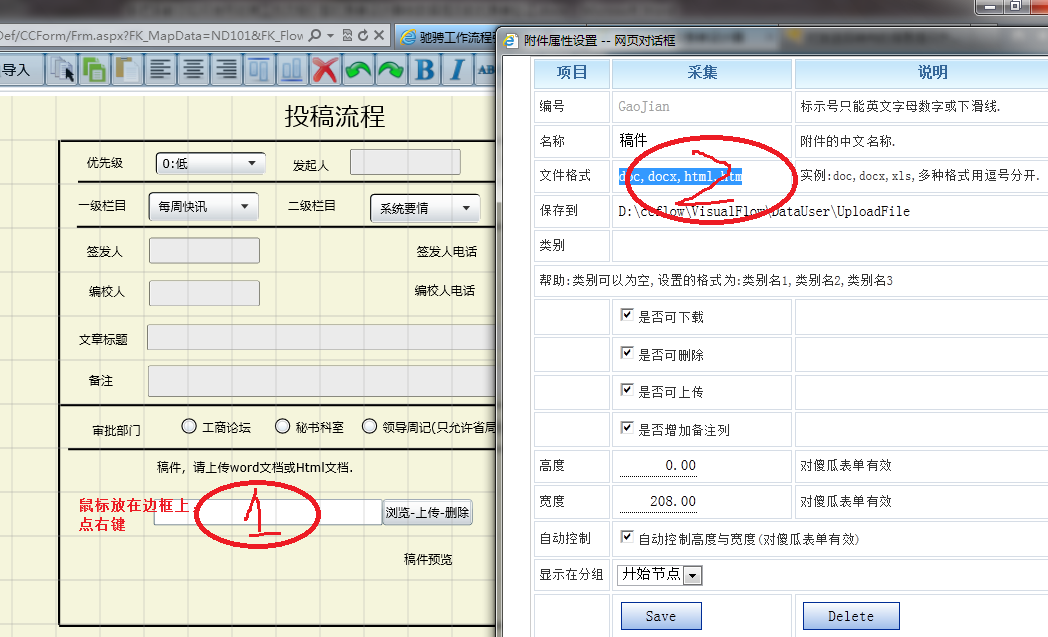 Def/CCForm/Frm.aspx?FK_MapData=ND101&FK_Flow
驰骋工作流程
导入
B I AB
投稿流程
优先级 0:低 发起人
一级栏目 每周快讯 二级栏目 系统要情
签发人 签发人电话
编校人 编校人电话
文章标题
备注
审批部门 工商论坛 秘书科室 领导周记(只允许省局
稿件，请上传word文档或Html文档.
鼠标放在边框上,
点右键
1
浏览-上传-删除
稿件预览
附件属性设置 -- 网页对话框
项目 采集 说明
编号 GaoJian 标示号只能英文字母数字或下滑线.
名称 稿件 附件的中文名称.
文件格式 doc,docx,html,htm 实例:doc,docx,xls,多种格式用逗号分开.
2
保存到 D:\ccflow\VisualFlow\DataUser\UploadFile
类别
帮助:类别可以为空,设置的格式为:类别名1,类别名2,类别名3
是否可下载
是否可删除
是否可上传
是否增加备注列
高度 0.00 对傻瓜表单有效
宽度 208.00 对傻瓜表单有效
自动控制 自动控制高度与宽度(对傻瓜表单有效)
显示在分组 开始节点
Save Delete